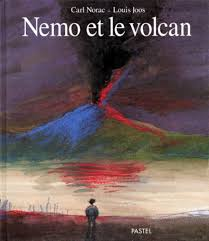 Carl Norac - Louis Joos
Nemo et le volcan
PASTEL